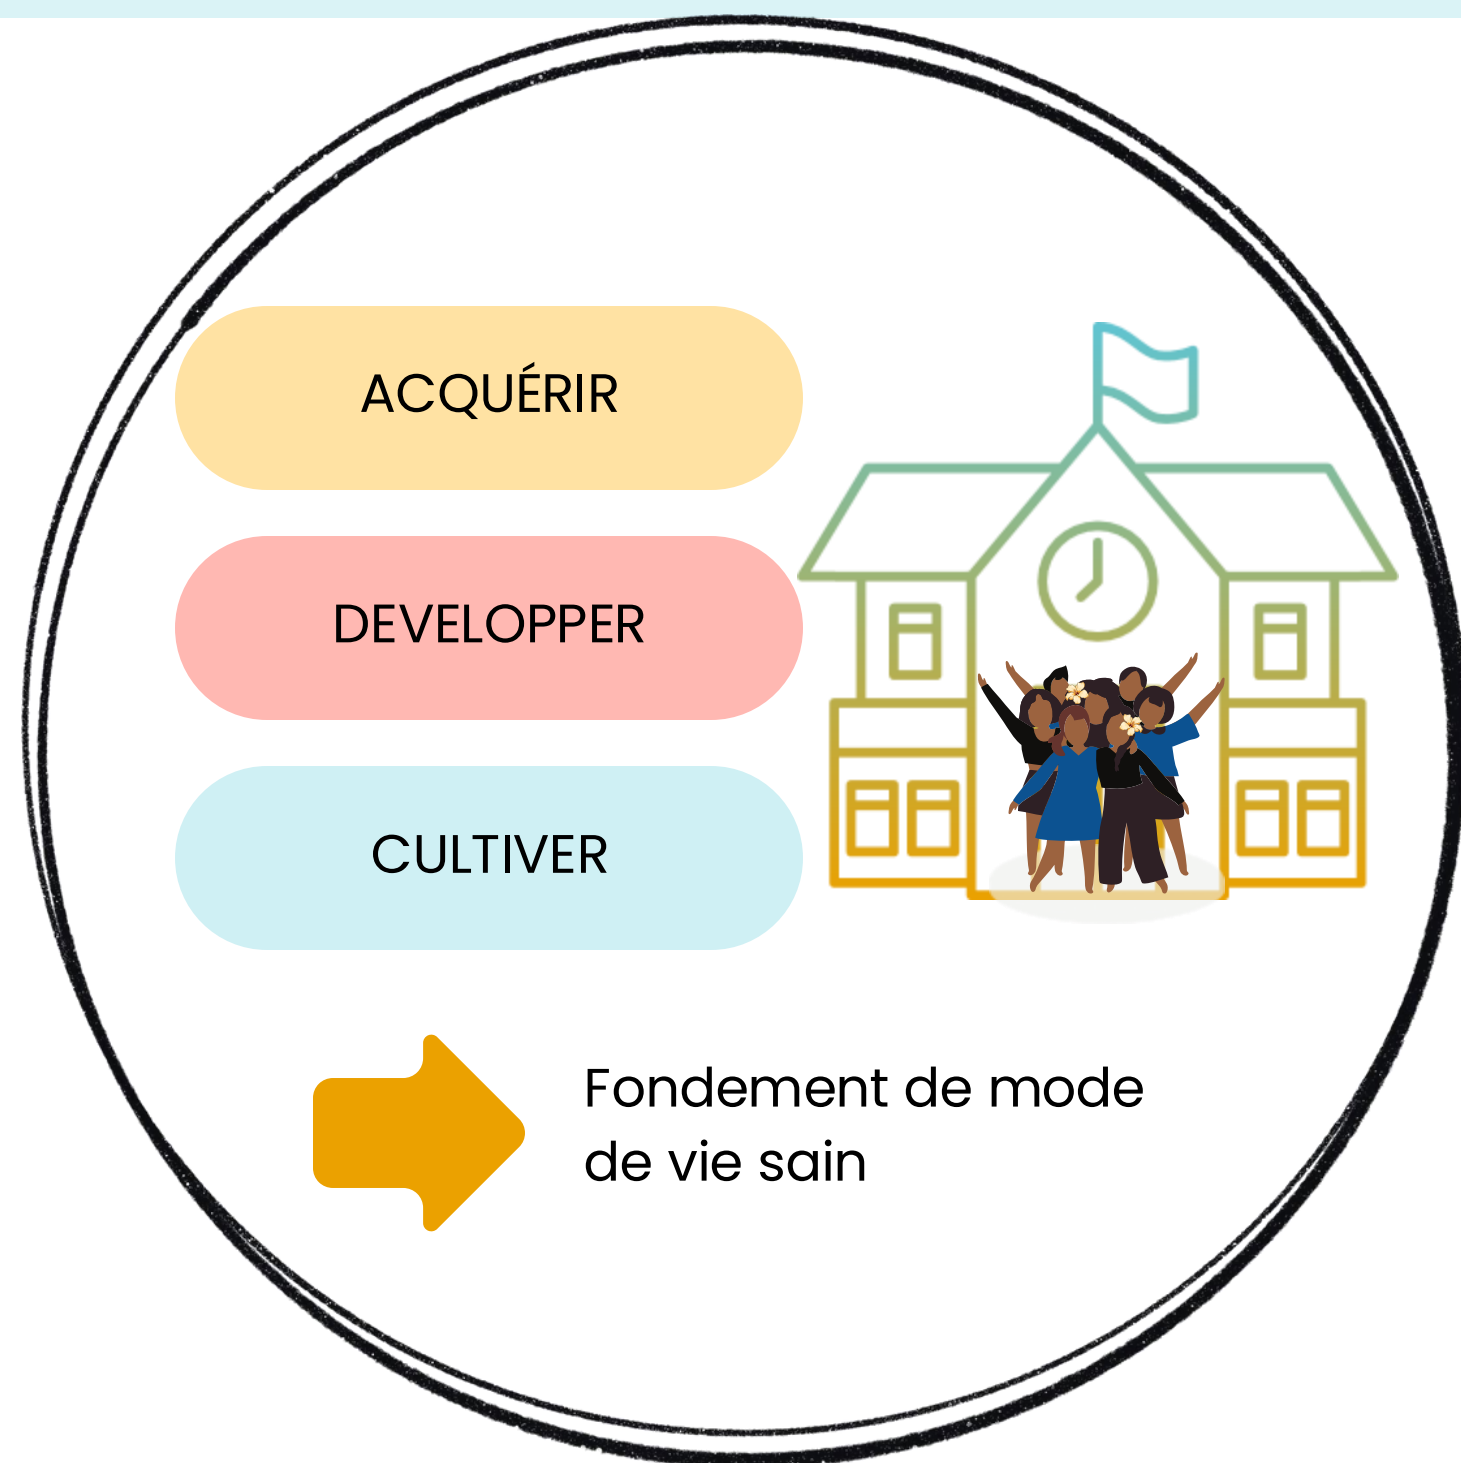 ACQUÉRIR
DEVELOPPER
CULTIVER
Fondement de mode
de vie sain